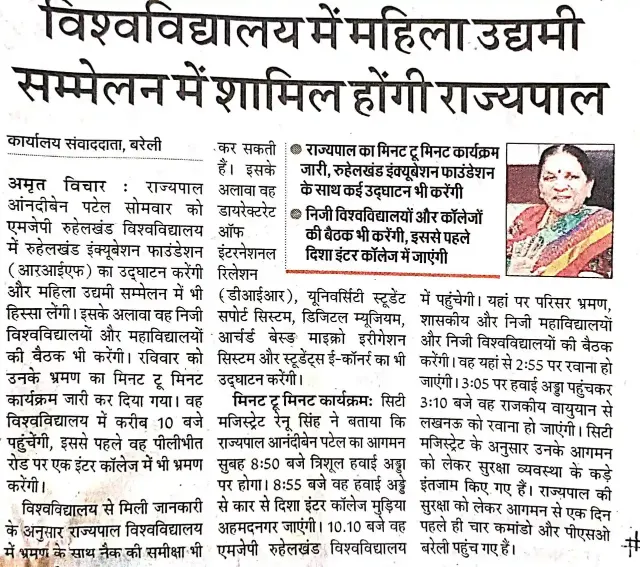 विश्वविद्यालय में महिला उद्यमी
सम्मेलन में शामिल होंगी राज्यपाल
कार्यालय संवाददाता, बरेली
अमृत विचार : राज्यपाल
आंनदीबेन पटेल सोमवार को
एमजेपी रुहेलखंड विश्वविद्यालय
में रुहेलखंड इंक्यूबेशन फाउंडेशन
(आरआईएफ) का उद्घाटन करेंगी
और महिला उद्यमी सम्मेलन में भी
हिस्सा लेंगी। इसके अलावा वह निजी
विश्वविद्यालयों और महाविद्यालयों
की बैठक भी करेंगी। रविवार को
उनके भ्रमण का मिनट टू मिनट
कार्यक्रम जारी कर दिया गया। वह
विश्वविद्यालय में करीब 10 बजे
पहुंचेगी, इससे पहले वह पीलीभीत
रोड पर एक इंटर कॉलेज में भी भ्रमण
करेंगी।
विश्वविद्यालय से मिली जानकारी
के अनुसार राज्यपाल विश्वविद्यालय
में भ्रमण के साथ नैक की समीक्षा भी
कर सकती
हैं। इसके
अलावा वह
डायरेक्टरेट
ऑफ
इंटरनेशनल
रिलेशन
(डीआईआर), यूनिवर्सिटी स्टूडेंट
सपोर्ट सिस्टम, डिजिटल म्यूजियम,
आर्चर्ड बेस्ड माइक्रो इरीगेशन
सिस्टम और स्टूडेंट्स ई-कॉनर्र का भी
उद्घाटन करेंगी।
मिनट टू मिनट कार्यक्रम: सिटी
मजिस्ट्रेट रेनू सिंह ने बताया कि
राज्यपाल आनंदीबेन पटेल का आगमन
सुबह 8:50 बजे त्रिशूल हवाई अड्डा
पर होगा। 8:55 बजे वह हवाई अड्डे
से कार से दिशा इंटर कॉलेज मुड़िया
अहमदनगर जाएंगी। 10.10 बजे वह
एमजेपी रुहेलखंड विश्वविद्यालय
राज्यपाल का मिनट टू मिनट कार्यक्रम
जारी, रुहेलखंड इंक्यूबेशन फाउंडेशन
के साथ कई उद्घाटन भी करेंगी
निजी विश्वविद्यालयों और कॉलेजों
की बैठक भी करेंगी, इससे पहले
दिशा इंटर कॉलेज में जाएंगी
में पहुंचेगी। यहां पर परिसर भ्रमण,
शासकीय और निजी महाविद्यालयों
और निजी विश्वविद्यालयों की बैठक
करेंगी। वह यहां से 2:55 पर रवाना हो
जाएंगी। 3:05 पर हवाई अड्डा पहुंचकर
3:10 बजे वह राजकीय वायुयान से
लखनऊ को रवाना हो जाएंगी। सिटी
मजिस्ट्रेट के अनुसार उनके आगमन
को लेकर सुरक्षा व्यवस्था के कड़े
इंतजाम किए गए हैं। राज्यपाल की
सुरक्षा को लेकर आगमन से एक दिन
पहले ही चार कमांडो और पीएसओ
बरेली पहुंच गए हैं।